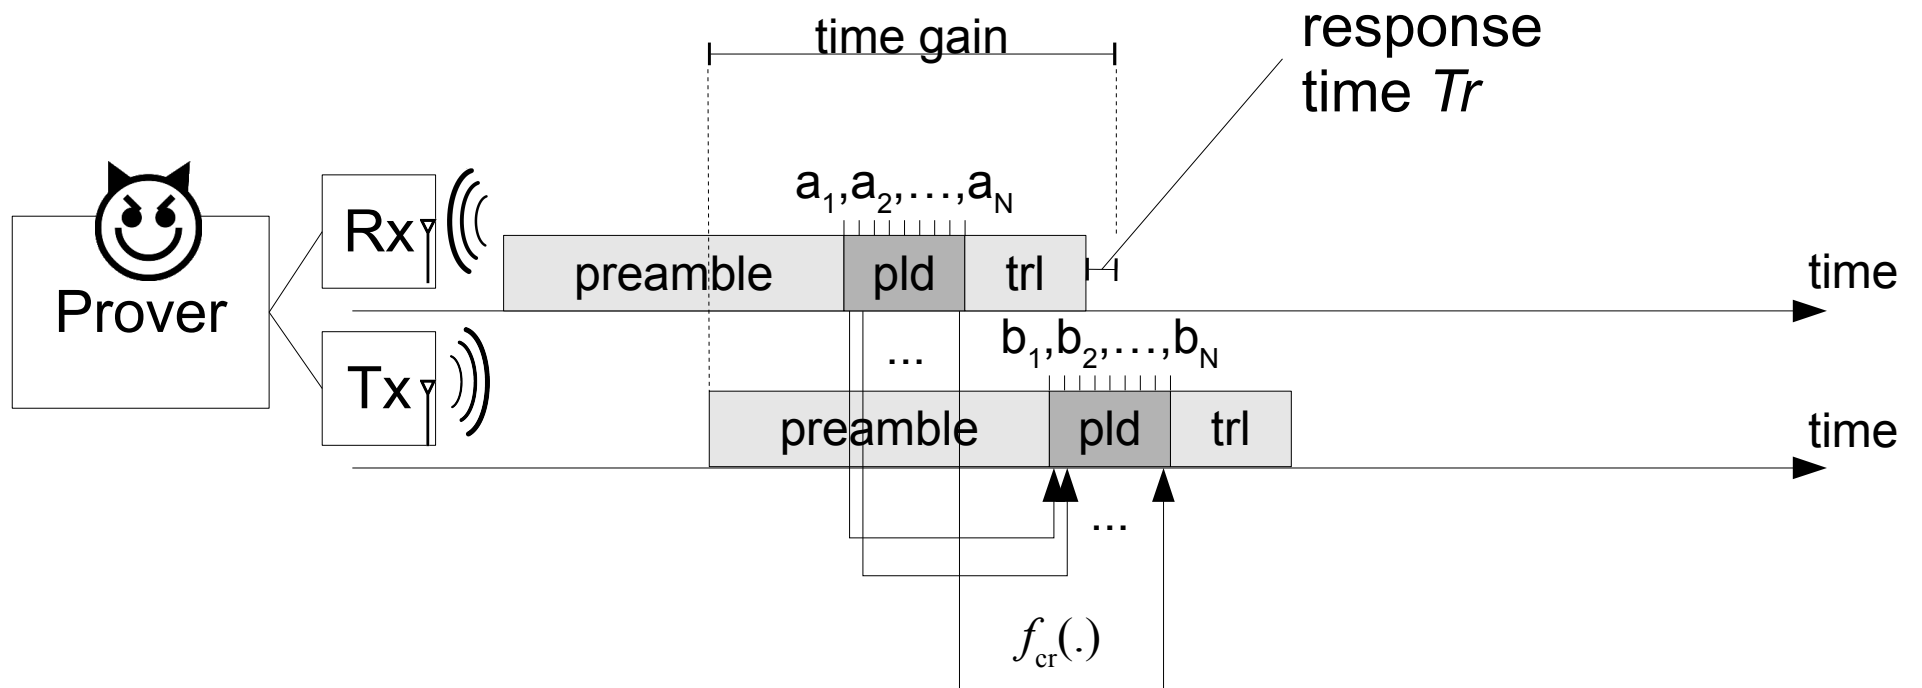 time gain
response
time Tr
a1,a2,…,aN
Rx
preamble
pld
trl
time
Prover
b1,b2,…,bN
...
Tx
preamble
pld
trl
time
...
fcr(.)